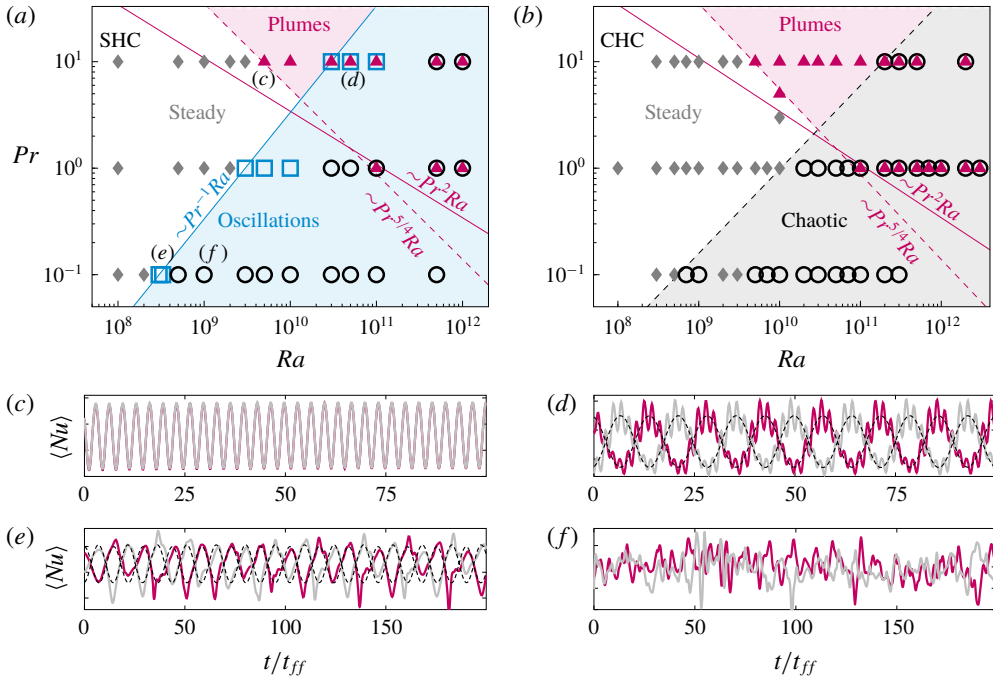 (a) SHC Plumes (b) CHC Plumes
10^1 10^1
(c) (d)
Steady Steady
Pr 10^0 10^0
~Pr^{-1}Ra ~Pr^2Ra ~Pr^2Ra
~Pr^{5/4}Ra ~Pr^{5/4}Ra
Oscillations Chaotic
(e) (f)
10^{-1} 10^{-1}
10^8 10^9 10^{10} 10^{11} 10^{12} 10^8 10^9 10^{10} 10^{11} 10^{12}
Ra Ra
(c) (d)
⟨Nu⟩
0 25 50 75 0 25 50 75
(e) (f)
⟨Nu⟩
0 50 100 150 0 50 100 150
t/t_{ff} t/t_{ff}